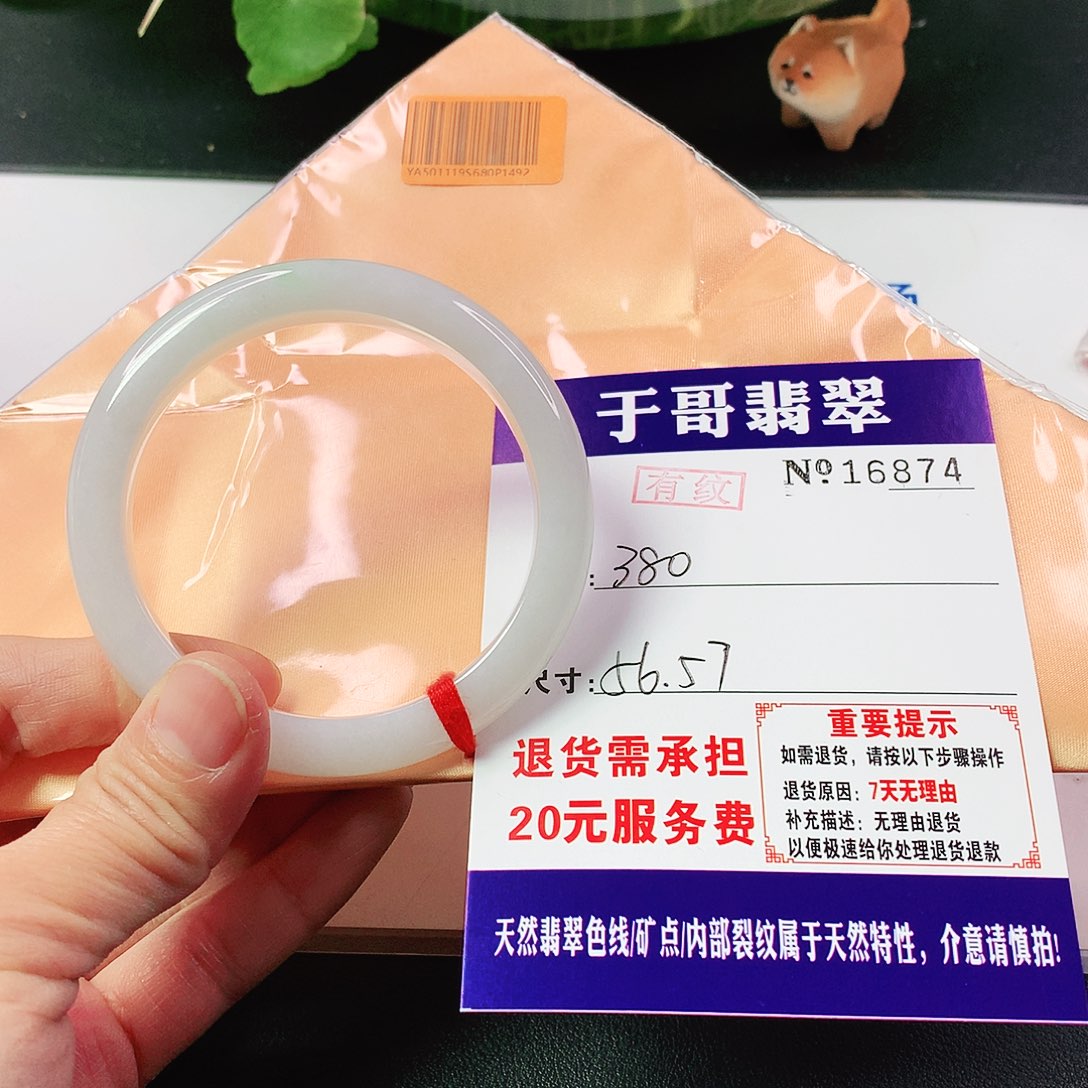 YA501119S680P1492
于哥翡翠
有纹
№16874
: 380
尺寸: 56.57
退货需承担
20元服务费
重要提示
如需退货，请按以下步骤操作
退货原因：7天无理由
补充描述：无理由退货
以便极速给你处理退货退款
天然翡翠色线/矿点/内部裂纹属于天然特性，介意请慎拍!